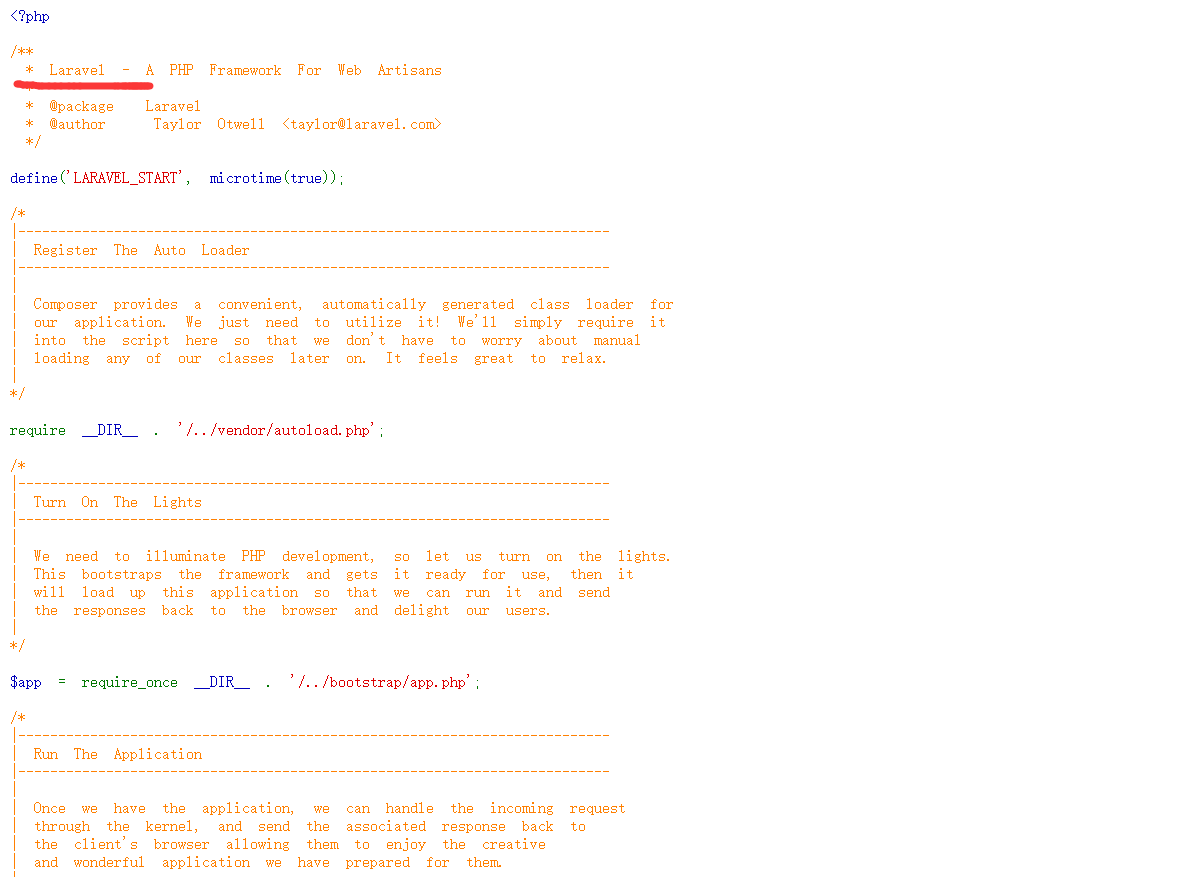 <?php
/**
* Laravel - A PHP Framework For Web Artisans
*
* @package Laravel
* @author Taylor Otwell <taylor@laravel.com>
*/
define('LARAVEL_START', microtime(true));
/*
|--------------------------------------------------------------------------
| Register The Auto Loader
|--------------------------------------------------------------------------
|
| Composer provides a convenient, automatically generated class loader for
| our application. We just need to utilize it! We'll simply require it
| into the script here so that we don't have to worry about manual
| loading any of our classes later on. It feels great to relax.
|
*/
require __DIR__ . '/../vendor/autoload.php';
/*
|--------------------------------------------------------------------------
| Turn On The Lights
|--------------------------------------------------------------------------
|
| We need to illuminate PHP development, so let us turn on the lights.
| This bootstraps the framework and gets it ready for use, then it
| will load up this application so that we can run it and send
| the responses back to the browser and delight our users.
|
*/
$app = require_once __DIR__ . '/../bootstrap/app.php';
/*
|--------------------------------------------------------------------------
| Run The Application
|--------------------------------------------------------------------------
|
| Once we have the application, we can handle the incoming request
| through the kernel, and send the associated response back to
| the client's browser allowing them to enjoy the creative
| and wonderful application we have prepared for them.
|